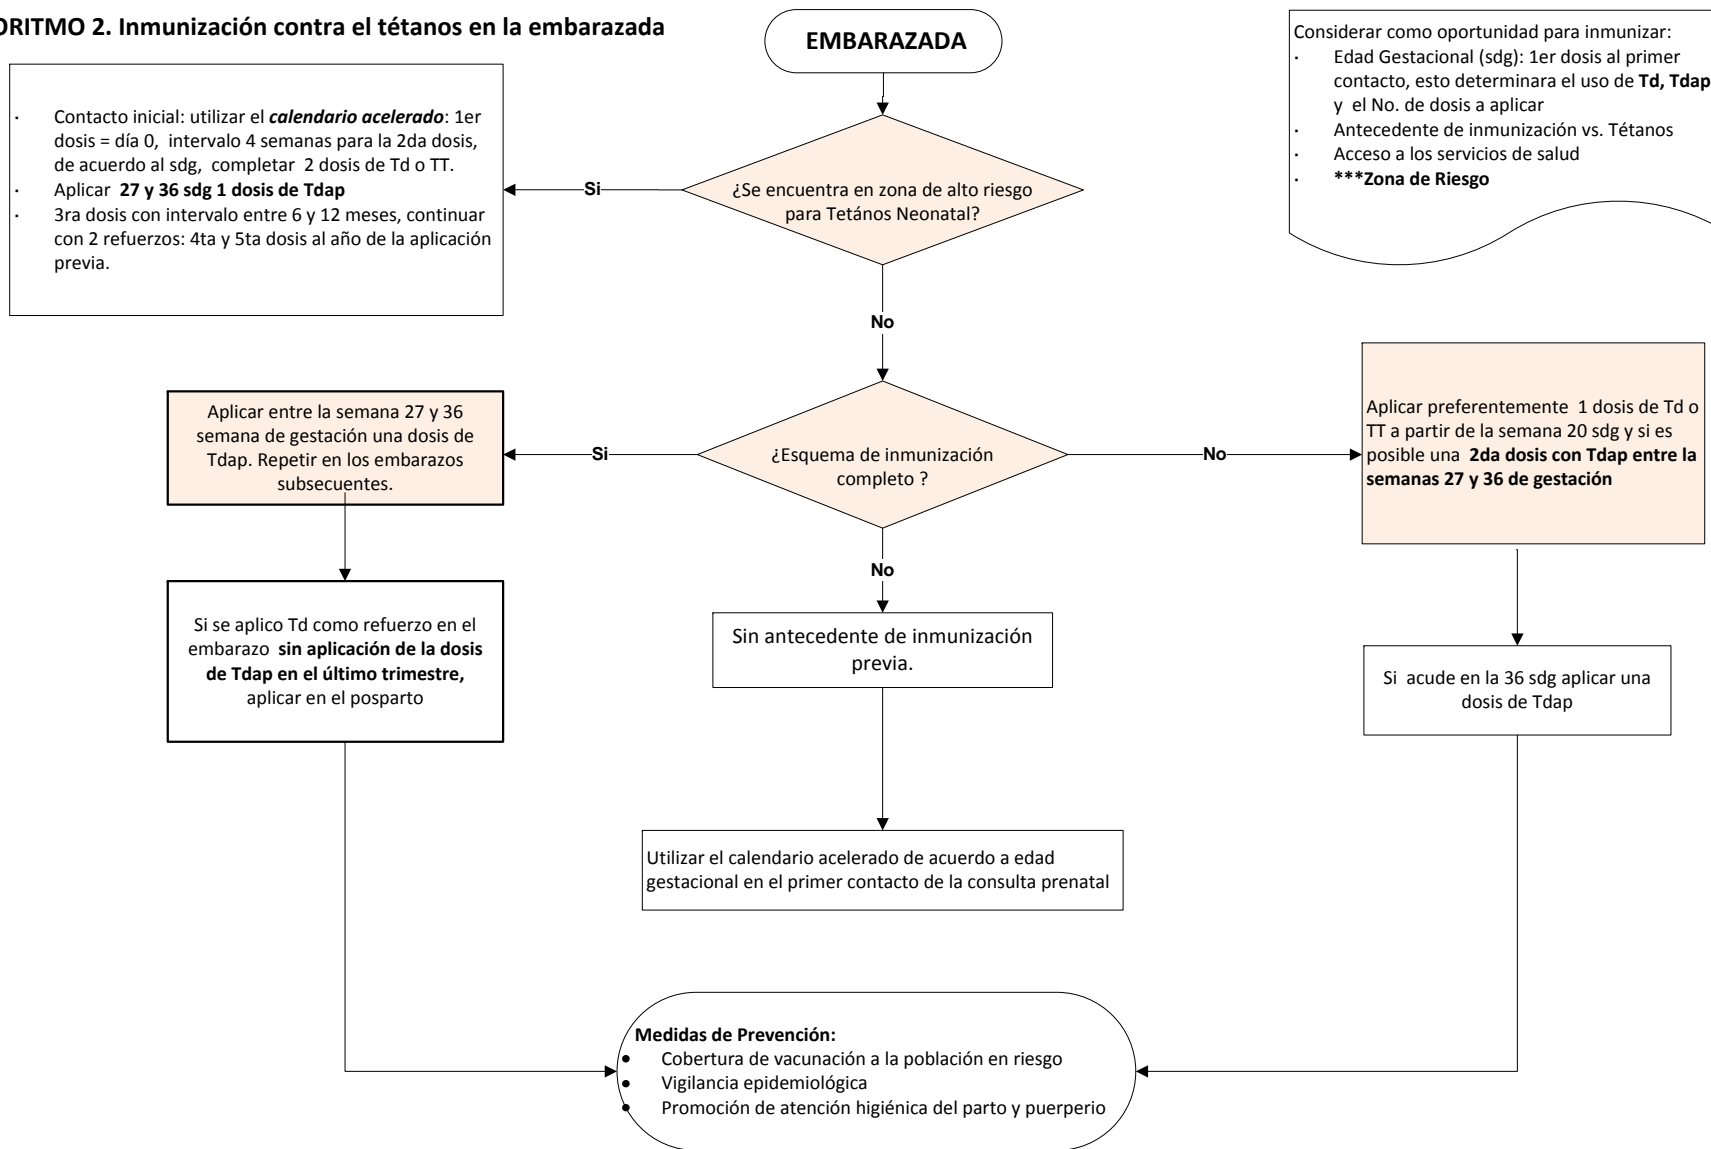 ORITMO 2. Inmunización contra el tétanos en la embarazada
EMBARAZADA
Considerar como oportunidad para inmunizar:
· Edad Gestacional (sdg): 1er dosis al primer
contacto, esto determinara el uso de Td, Tdap
y el No. de dosis a aplicar
· Antecedente de inmunización vs. Tétanos
· Acceso a los servicios de salud
· ***Zona de Riesgo
· Contacto inicial: utilizar el calendario acelerado: 1er
dosis = día 0, intervalo 4 semanas para la 2da dosis,
de acuerdo al sdg, completar 2 dosis de Td o TT.
· Aplicar 27 y 36 sdg 1 dosis de Tdap
· 3ra dosis con intervalo entre 6 y 12 meses, continuar
con 2 refuerzos: 4ta y 5ta dosis al año de la aplicación
previa.
Si
¿Se encuentra en zona de alto riesgo
para Tetános Neonatal?
No
Aplicar entre la semana 27 y 36
semana de gestación una dosis de
Tdap. Repetir en los embarazos
subsecuentes.
Si
¿Esquema de inmunización
completo ?
No
Aplicar preferentemente 1 dosis de Td o
TT a partir de la semana 20 sdg y si es
posible una 2da dosis con Tdap entre la
semanas 27 y 36 de gestación
No
Si se aplico Td como refuerzo en el
embarazo sin aplicación de la dosis
de Tdap en el último trimestre,
aplicar en el posparto
Sin antecedente de inmunización
previa.
Si acude en la 36 sdg aplicar una
dosis de Tdap
Utilizar el calendario acelerado de acuerdo a edad
gestacional en el primer contacto de la consulta prenatal
Medidas de Prevención:
● Cobertura de vacunación a la población en riesgo
● Vigilancia epidemiológica
● Promoción de atención higiénica del parto y puerperio